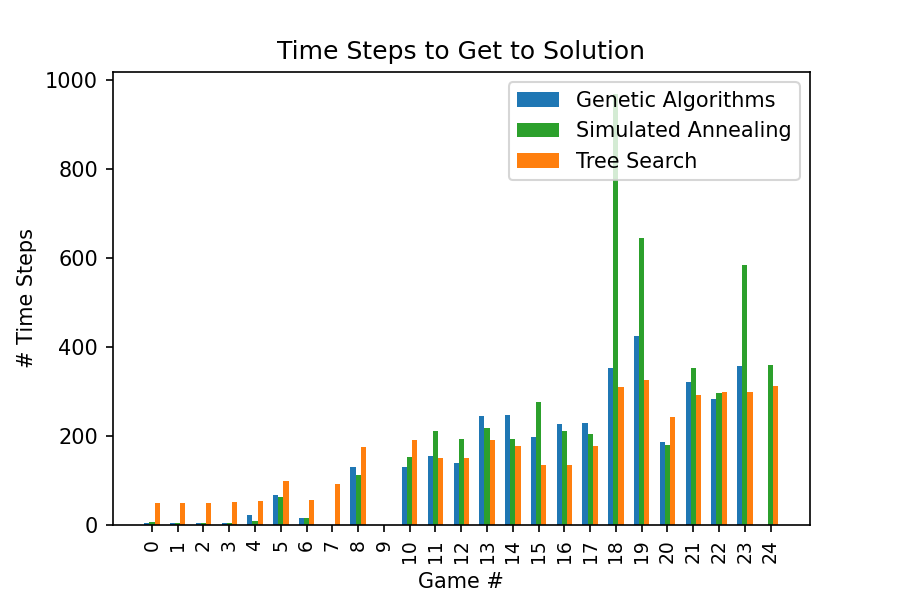 Time Steps to Get to Solution
1000
800
600
400
200
0
# Time Steps
Genetic Algorithms
Simulated Annealing
Tree Search
0 1 2 3 4 5 6 7 8 9 10 11 12 13 14 15 16 17 18 19 20 21 22 23 24
Game #